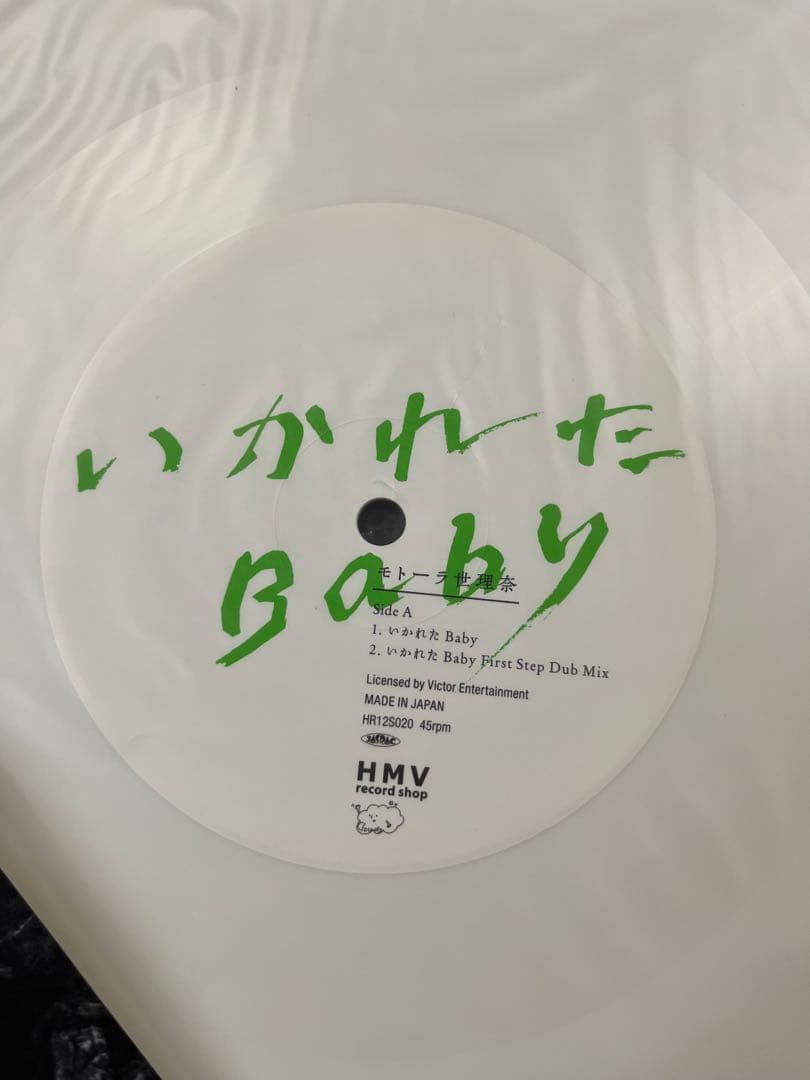 いかれた
Baby
モトーラ世理奈
Side A
1. いかれた Baby
2. いかれた Baby First Step Dub Mix
Licensed by Victor Entertainment
MADE IN JAPAN
HR12S020 45rpm
JASRAC
HMV
record shop